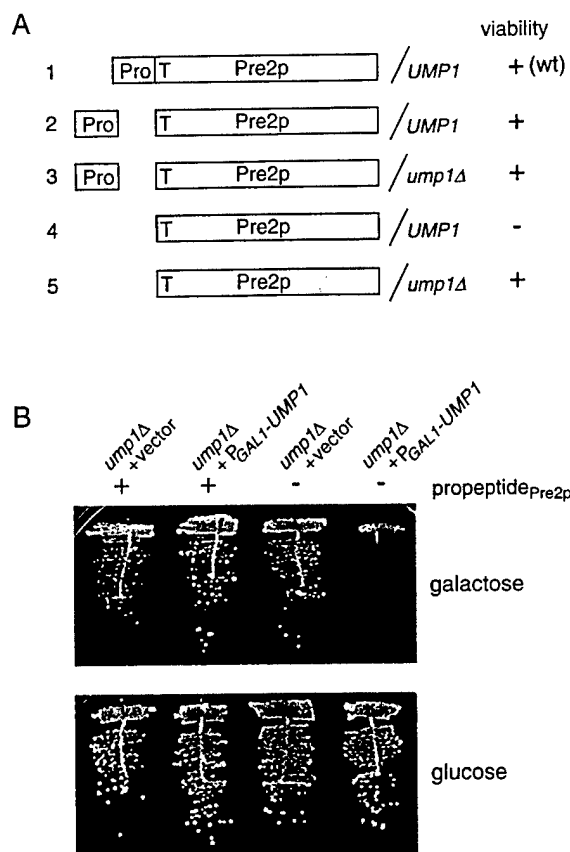 A
viability
1 Pro T Pre2p / UMP1 + (wt)
2 Pro T Pre2p / UMP1 +
3 Pro T Pre2p / ump1Δ +
4 T Pre2p / UMP1 -
5 T Pre2p / ump1Δ +
B
ump1Δ +vector
ump1Δ + PGAL1-UMP1
ump1Δ +vector
ump1Δ +PGAL1-UMP1
+ + - - propeptidePre2p
galactose
glucose